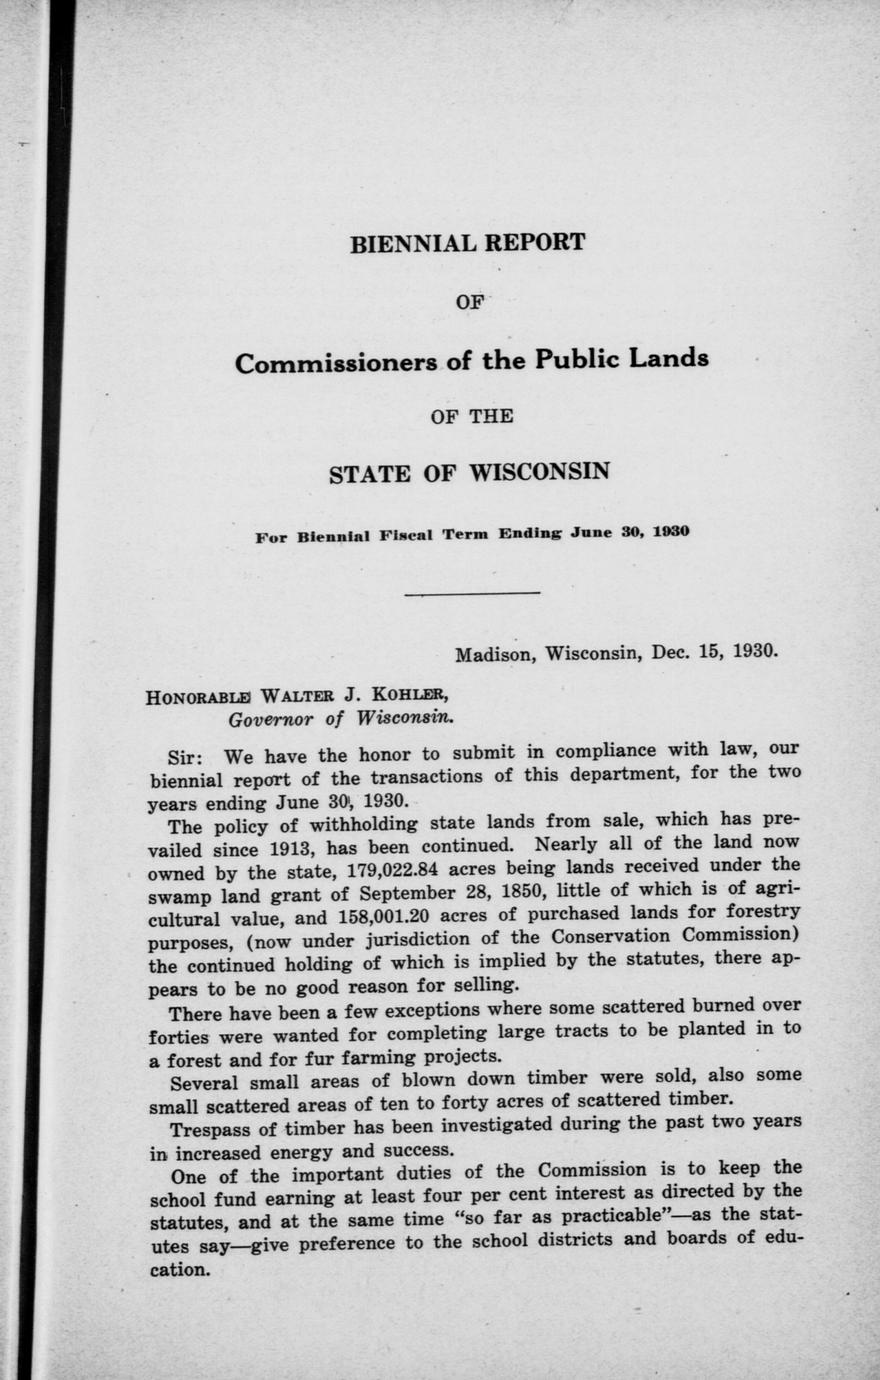 BIENNIAL REPORT
OF
Commissioners of the Public Lands
OF THE
STATE OF WISCONSIN
For Biennial Fiscal Term Ending June 30, 1930
Madison, Wisconsin, Dec. 15, 1930.
HONORABLE WALTER J. KOHLER,
Governor of Wisconsin.
Sir: We have the honor to submit in compliance with law, our
biennial report of the transactions of this department, for the two
years ending June 30, 1930.
The policy of withholding state lands from sale, which has pre-
vailed since 1913, has been continued. Nearly all of the land now
owned by the state, 179,022.84 acres being lands received under the
swamp land grant of September 28, 1850, little of which is of agri-
cultural value, and 158,001.20 acres of purchased lands for forestry
purposes, (now under jurisdiction of the Conservation Commission)
the continued holding of which is implied by the statutes, there ap-
pears to be no good reason for selling.
There have been a few exceptions where some scattered burned over
forties were wanted for completing large tracts to be planted in to
a forest and for fur farming projects.
Several small areas of blown down timber were sold, also some
small scattered areas of ten to forty acres of scattered timber.
Trespass of timber has been investigated during the past two years
in increased energy and success.
One of the important duties of the Commission is to keep the
school fund earning at least four per cent interest as directed by the
statutes, and at the same time “so far as practicable”—as the stat-
utes say—give preference to the school districts and boards of edu-
cation.